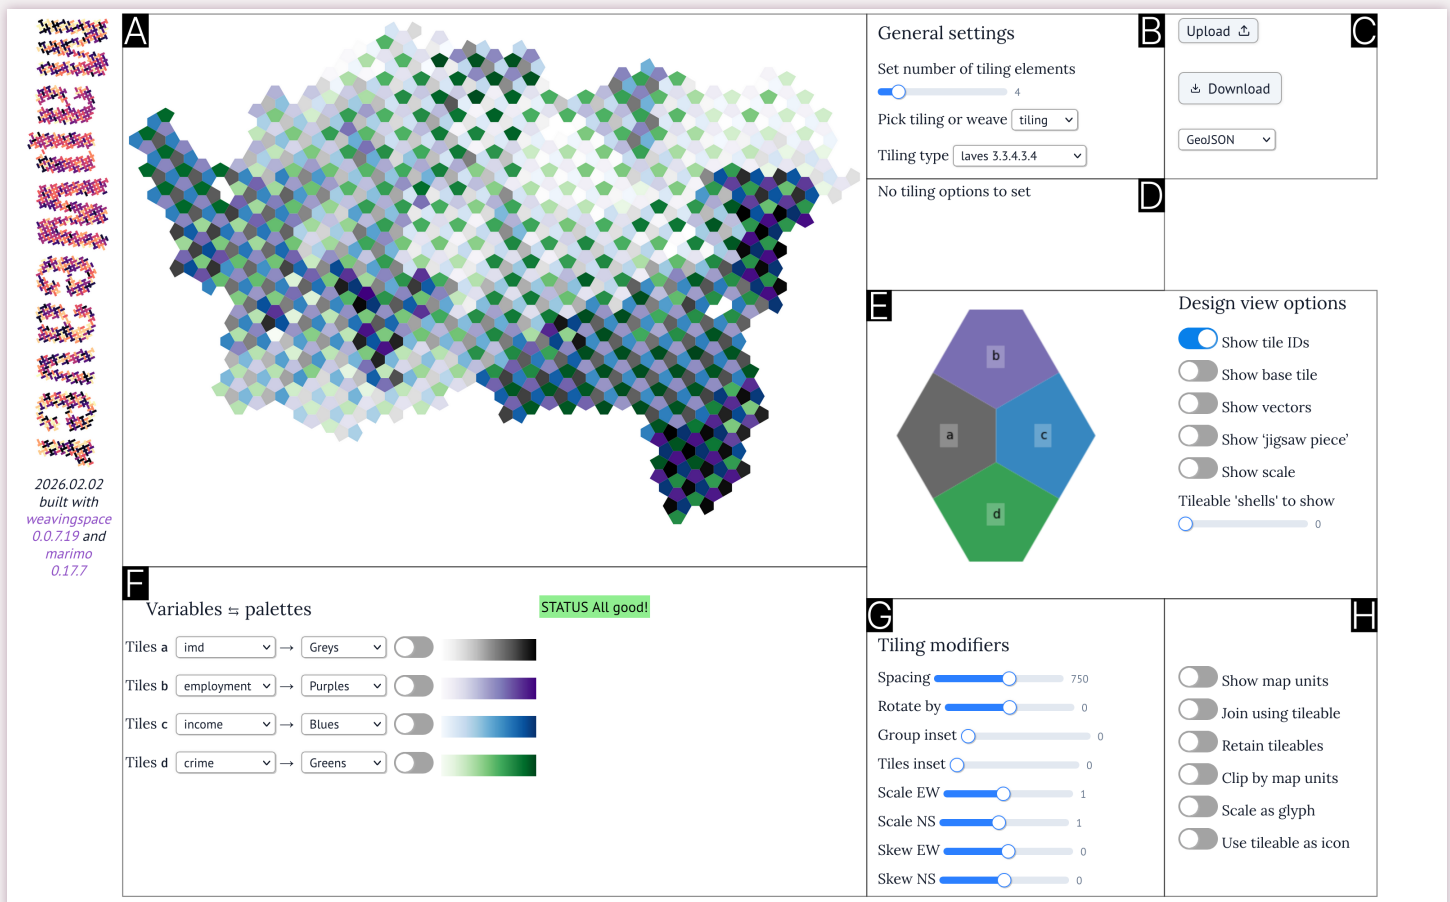 WEAVINGSPACE
2026.02.02
built with
weavingspace
0.0.7.19 and
marimo
0.17.7
A
B
General settings
Set number of tiling elements
4
Pick tiling or weave tiling
Tiling type laves 3.3.4.3.4
C
Upload
Download
GeoJSON
D
No tiling options to set
E
b
a
c
d
Design view options
Show tile IDs
Show base tile
Show vectors
Show ‘jigsaw piece’
Show scale
Tileable 'shells' to show
0
F
Variables ⇆ palettes
STATUS All good!
Tiles a imd → Greys
Tiles b employment → Purples
Tiles c income → Blues
Tiles d crime → Greens
G
Tiling modifiers
Spacing 750
Rotate by 0
Group inset 0
Tiles inset 0
Scale EW 1
Scale NS 1
Skew EW 0
Skew NS 0
H
Show map units
Join using tileable
Retain tileables
Clip by map units
Scale as glyph
Use tileable as icon